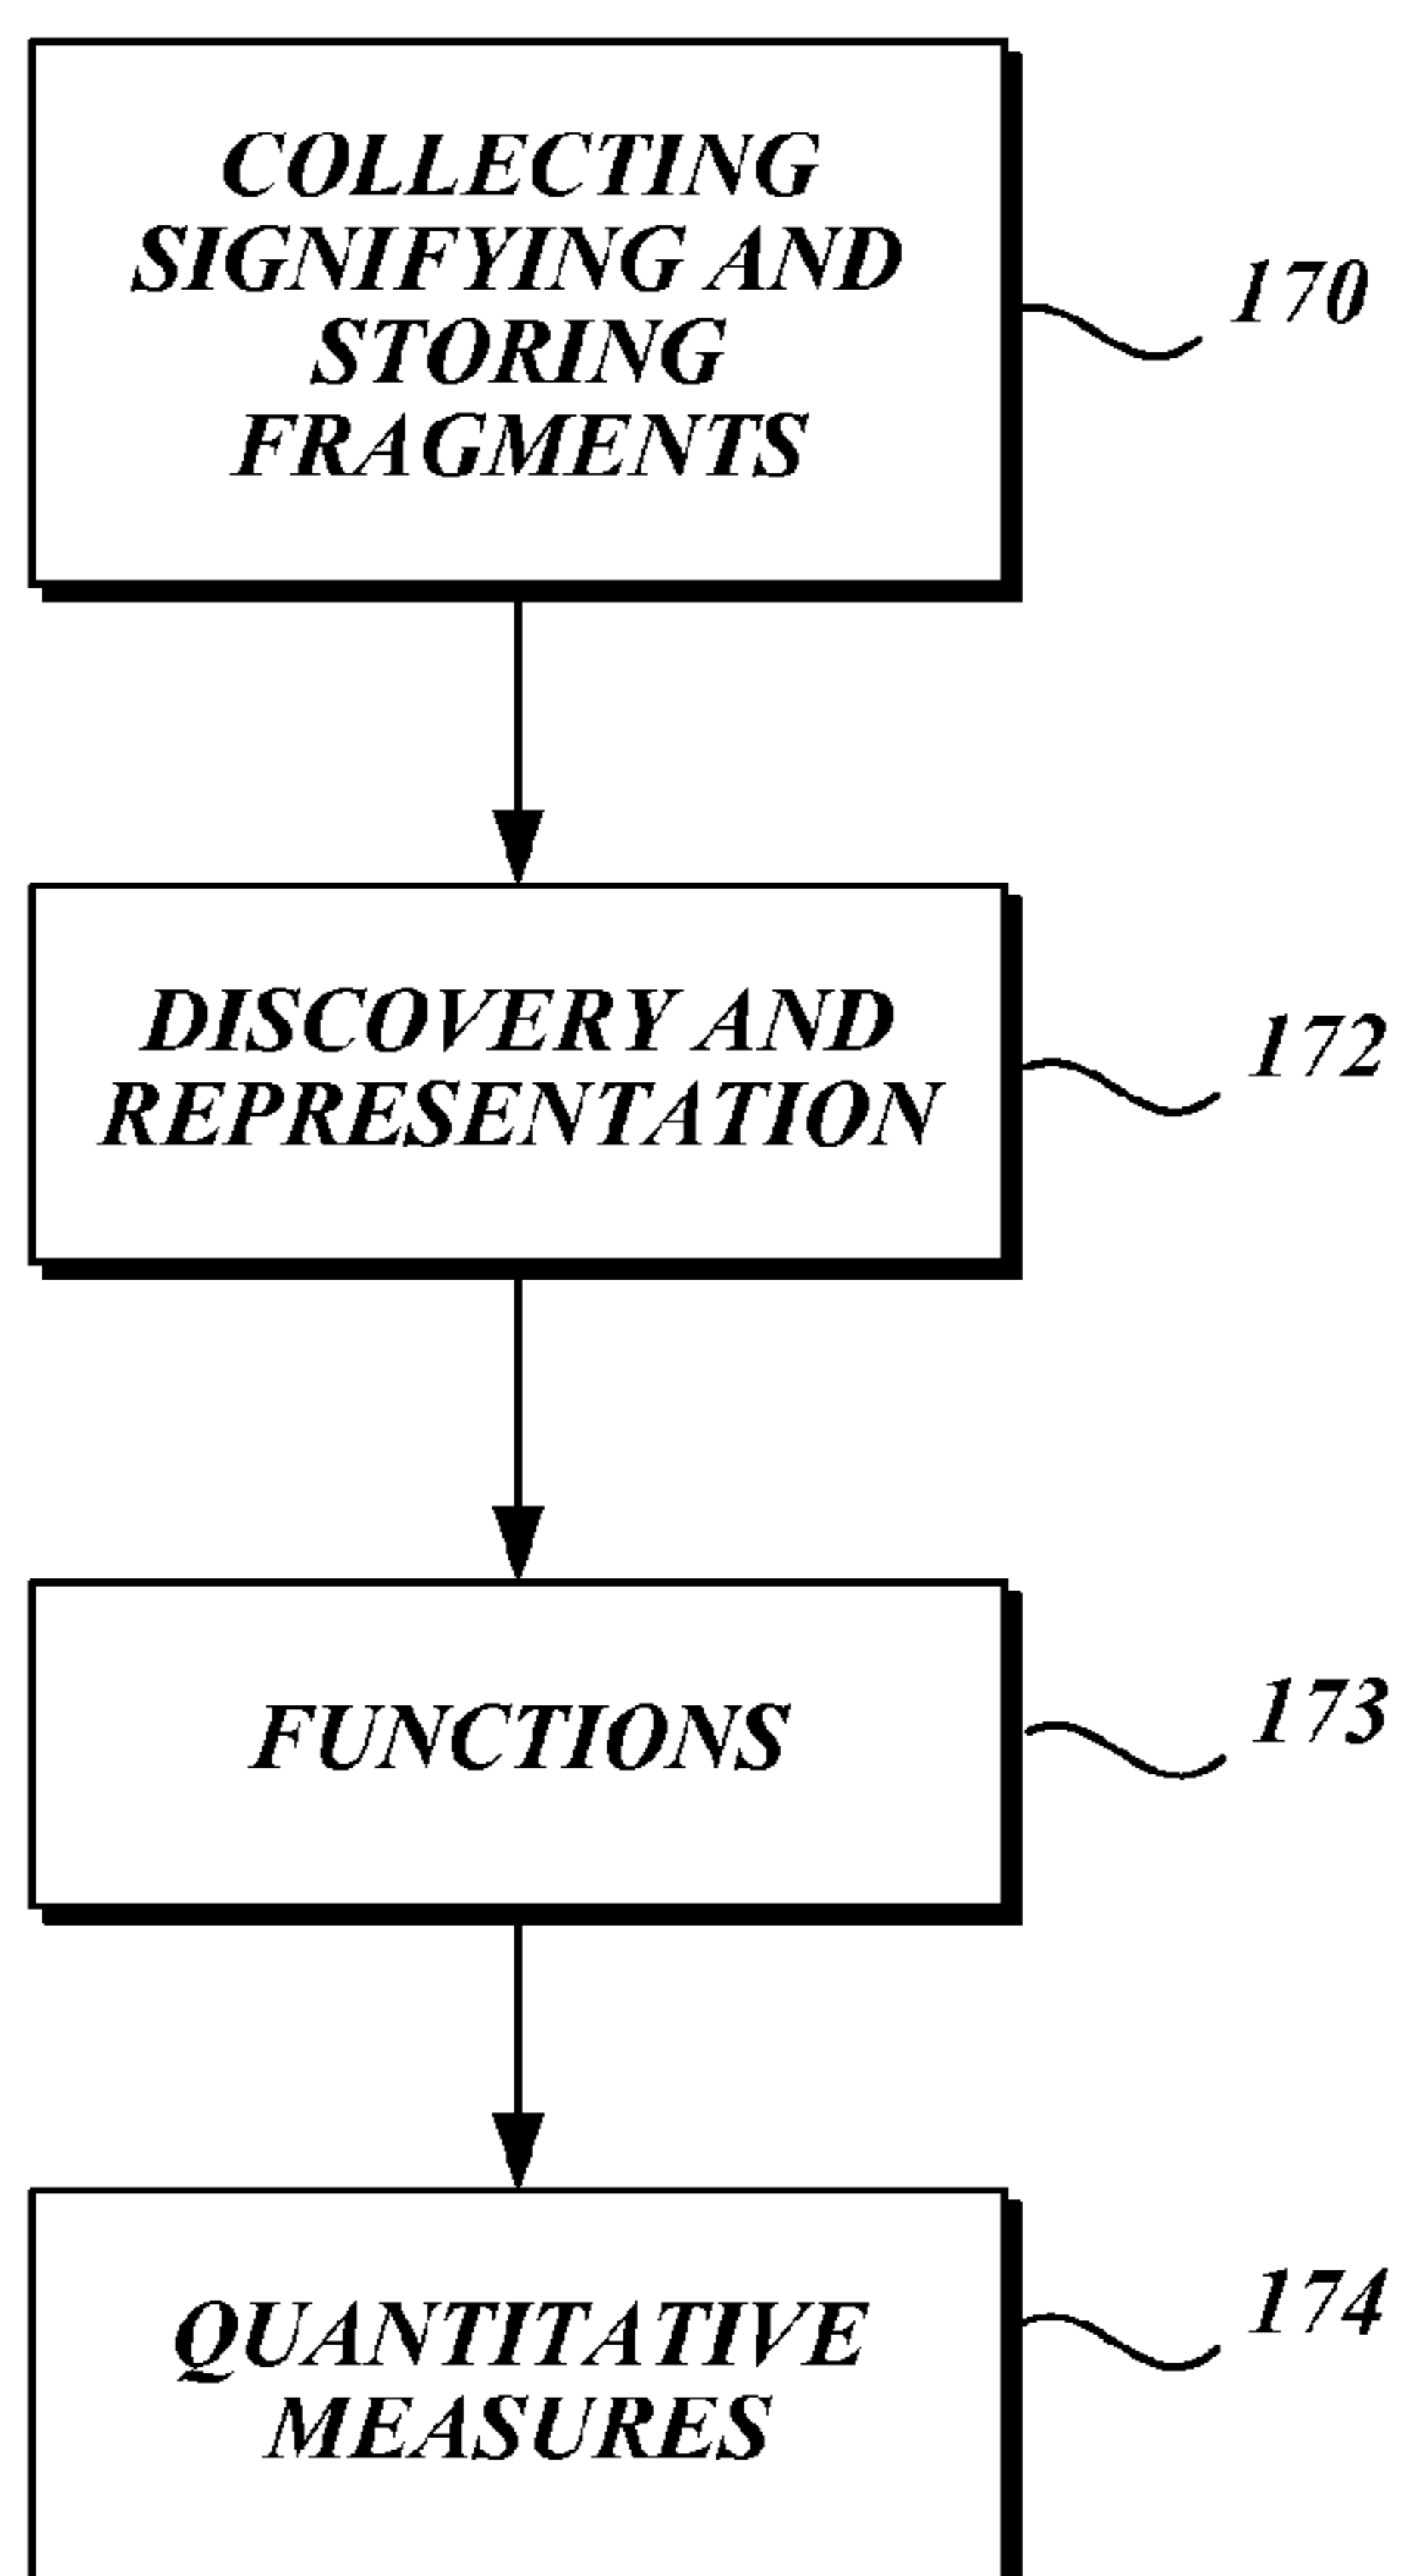 COLLECTING
SIGNIFYING AND
STORING
FRAGMENTS
170
DISCOVERY AND
REPRESENTATION
172
FUNCTIONS
173
QUANTITATIVE
MEASURES
174